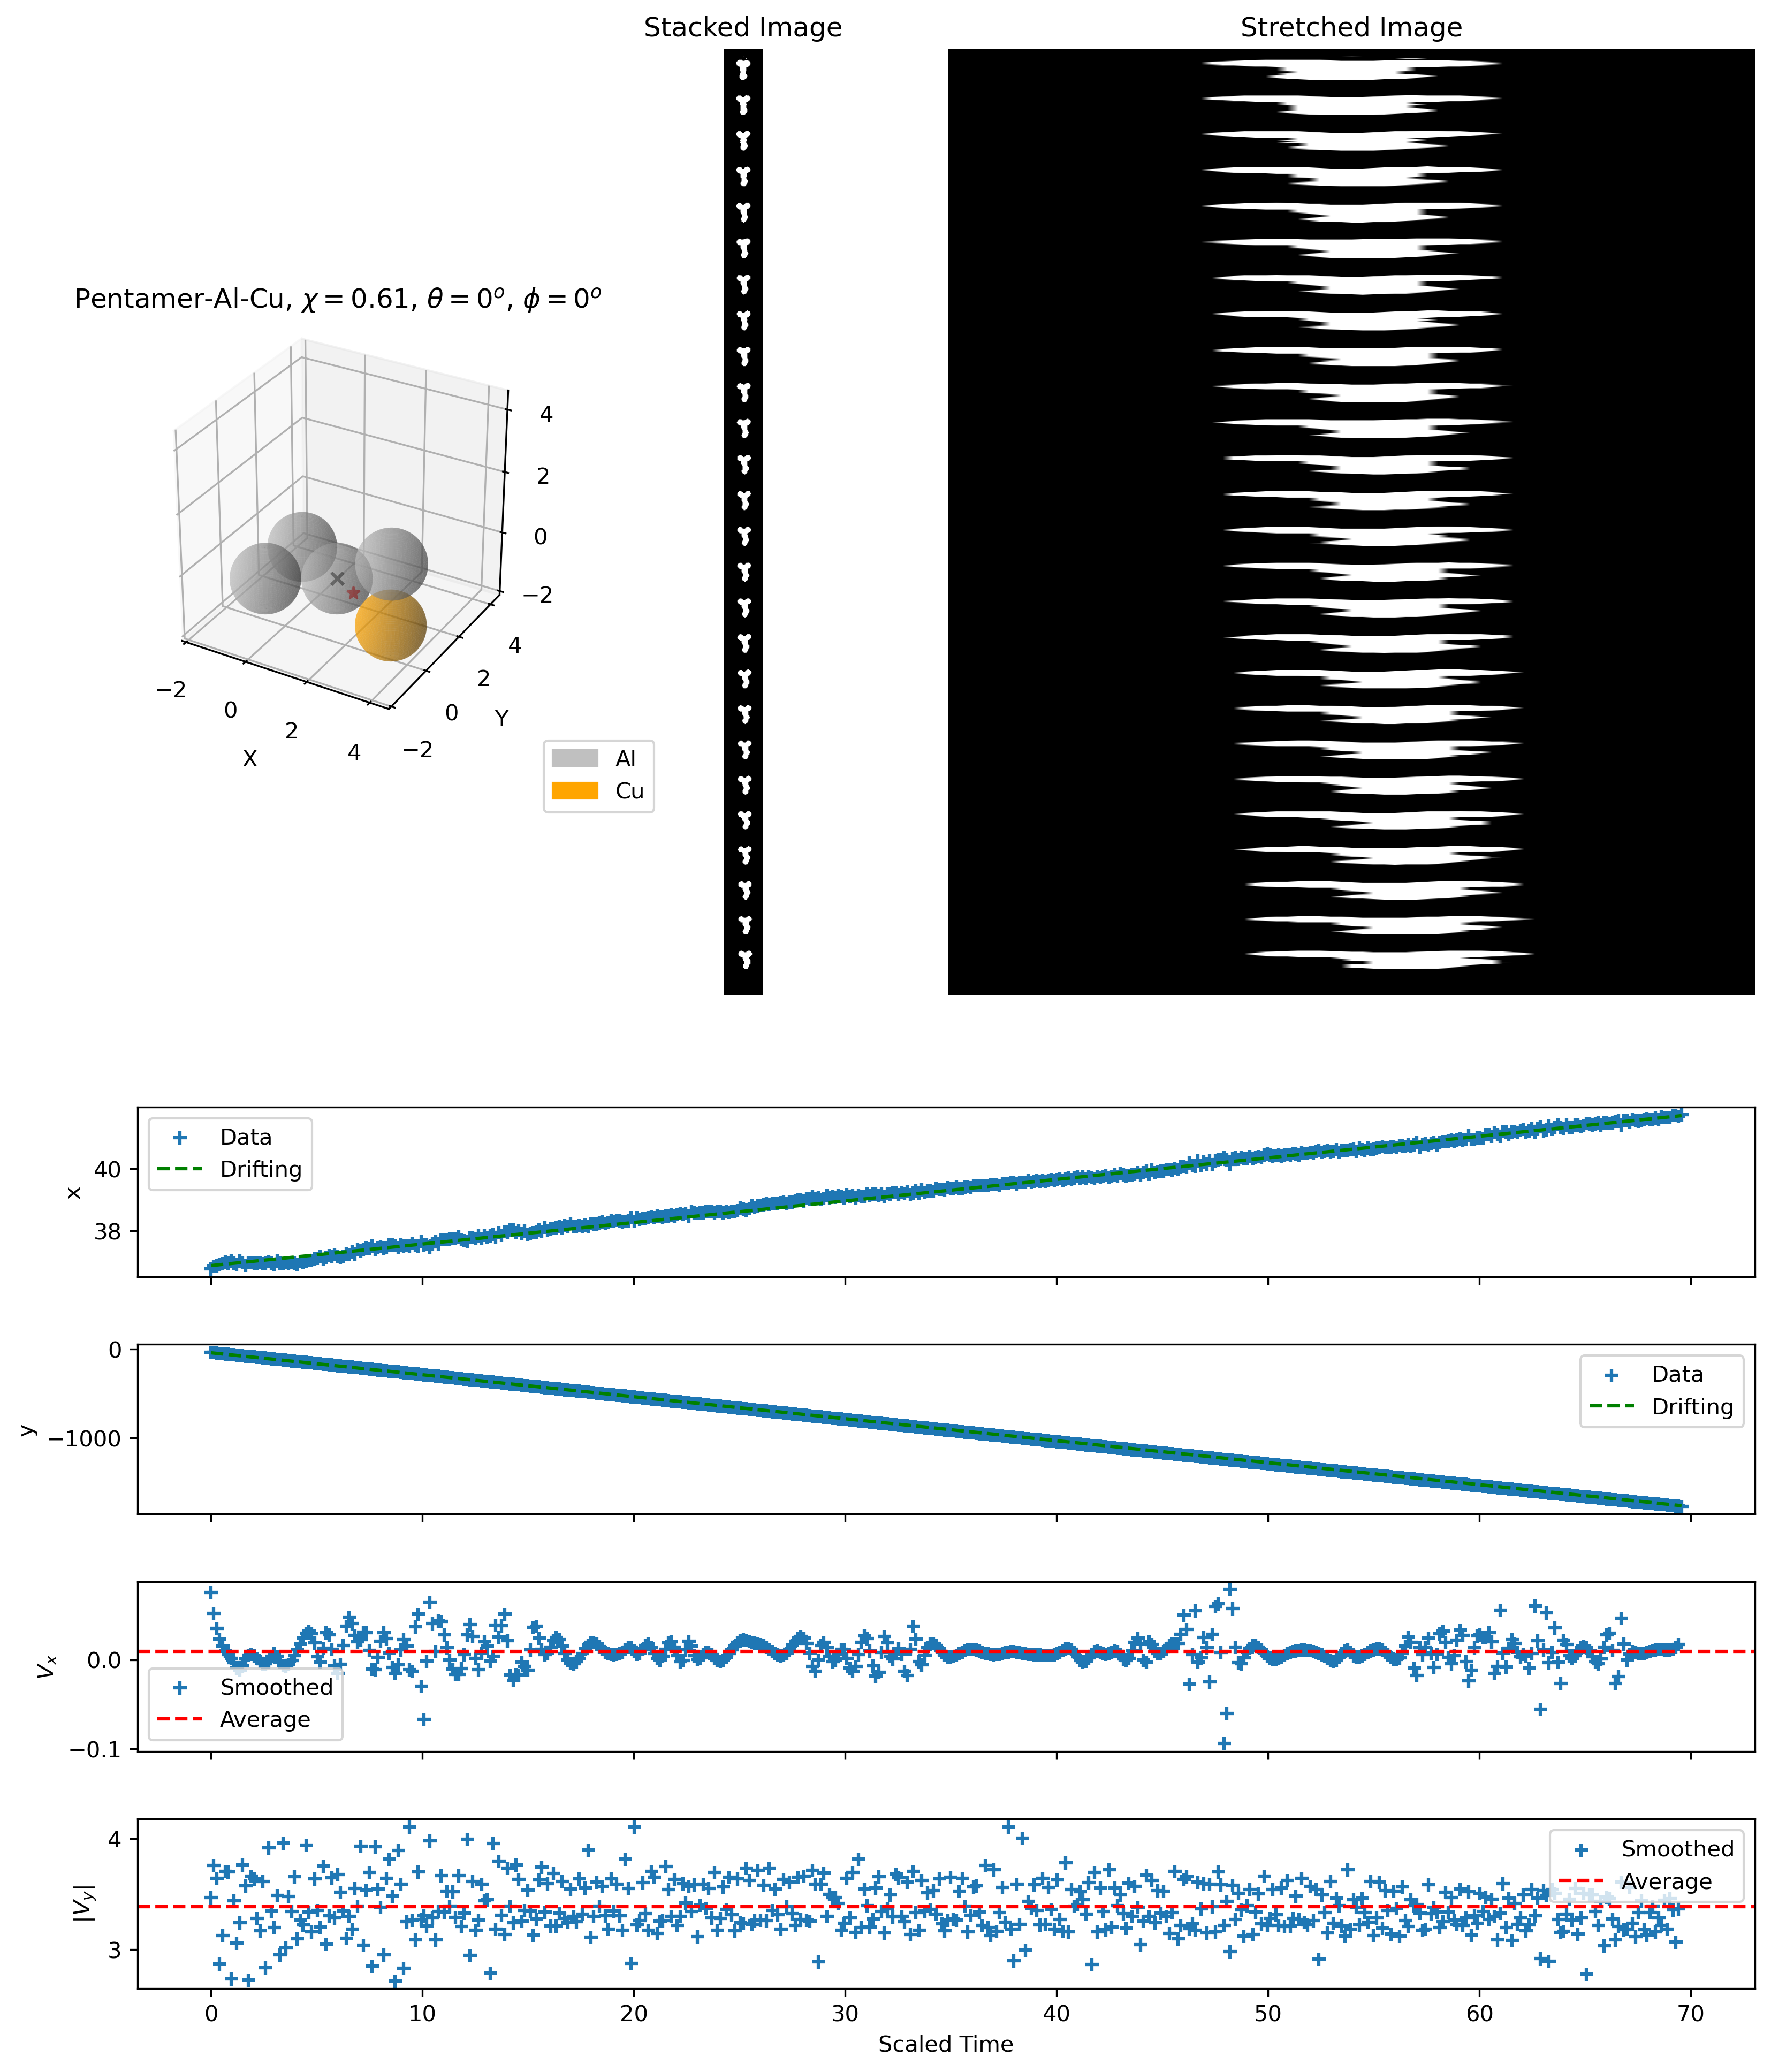 Stacked Image
Stretched Image
Pentamer-Al-Cu, χ = 0.61, θ = 0°, ϕ = 0°
4
2
0
−2
4
2
0
−2
Y
−2
0
2
4
X
Al
Cu
40
38
x
Data
Drifting
0
−1000
y
Data
Drifting
0.0
−0.1
Vx
Smoothed
Average
4
3
|Vy|
Smoothed
Average
0
10
20
30
40
50
60
70
Scaled Time